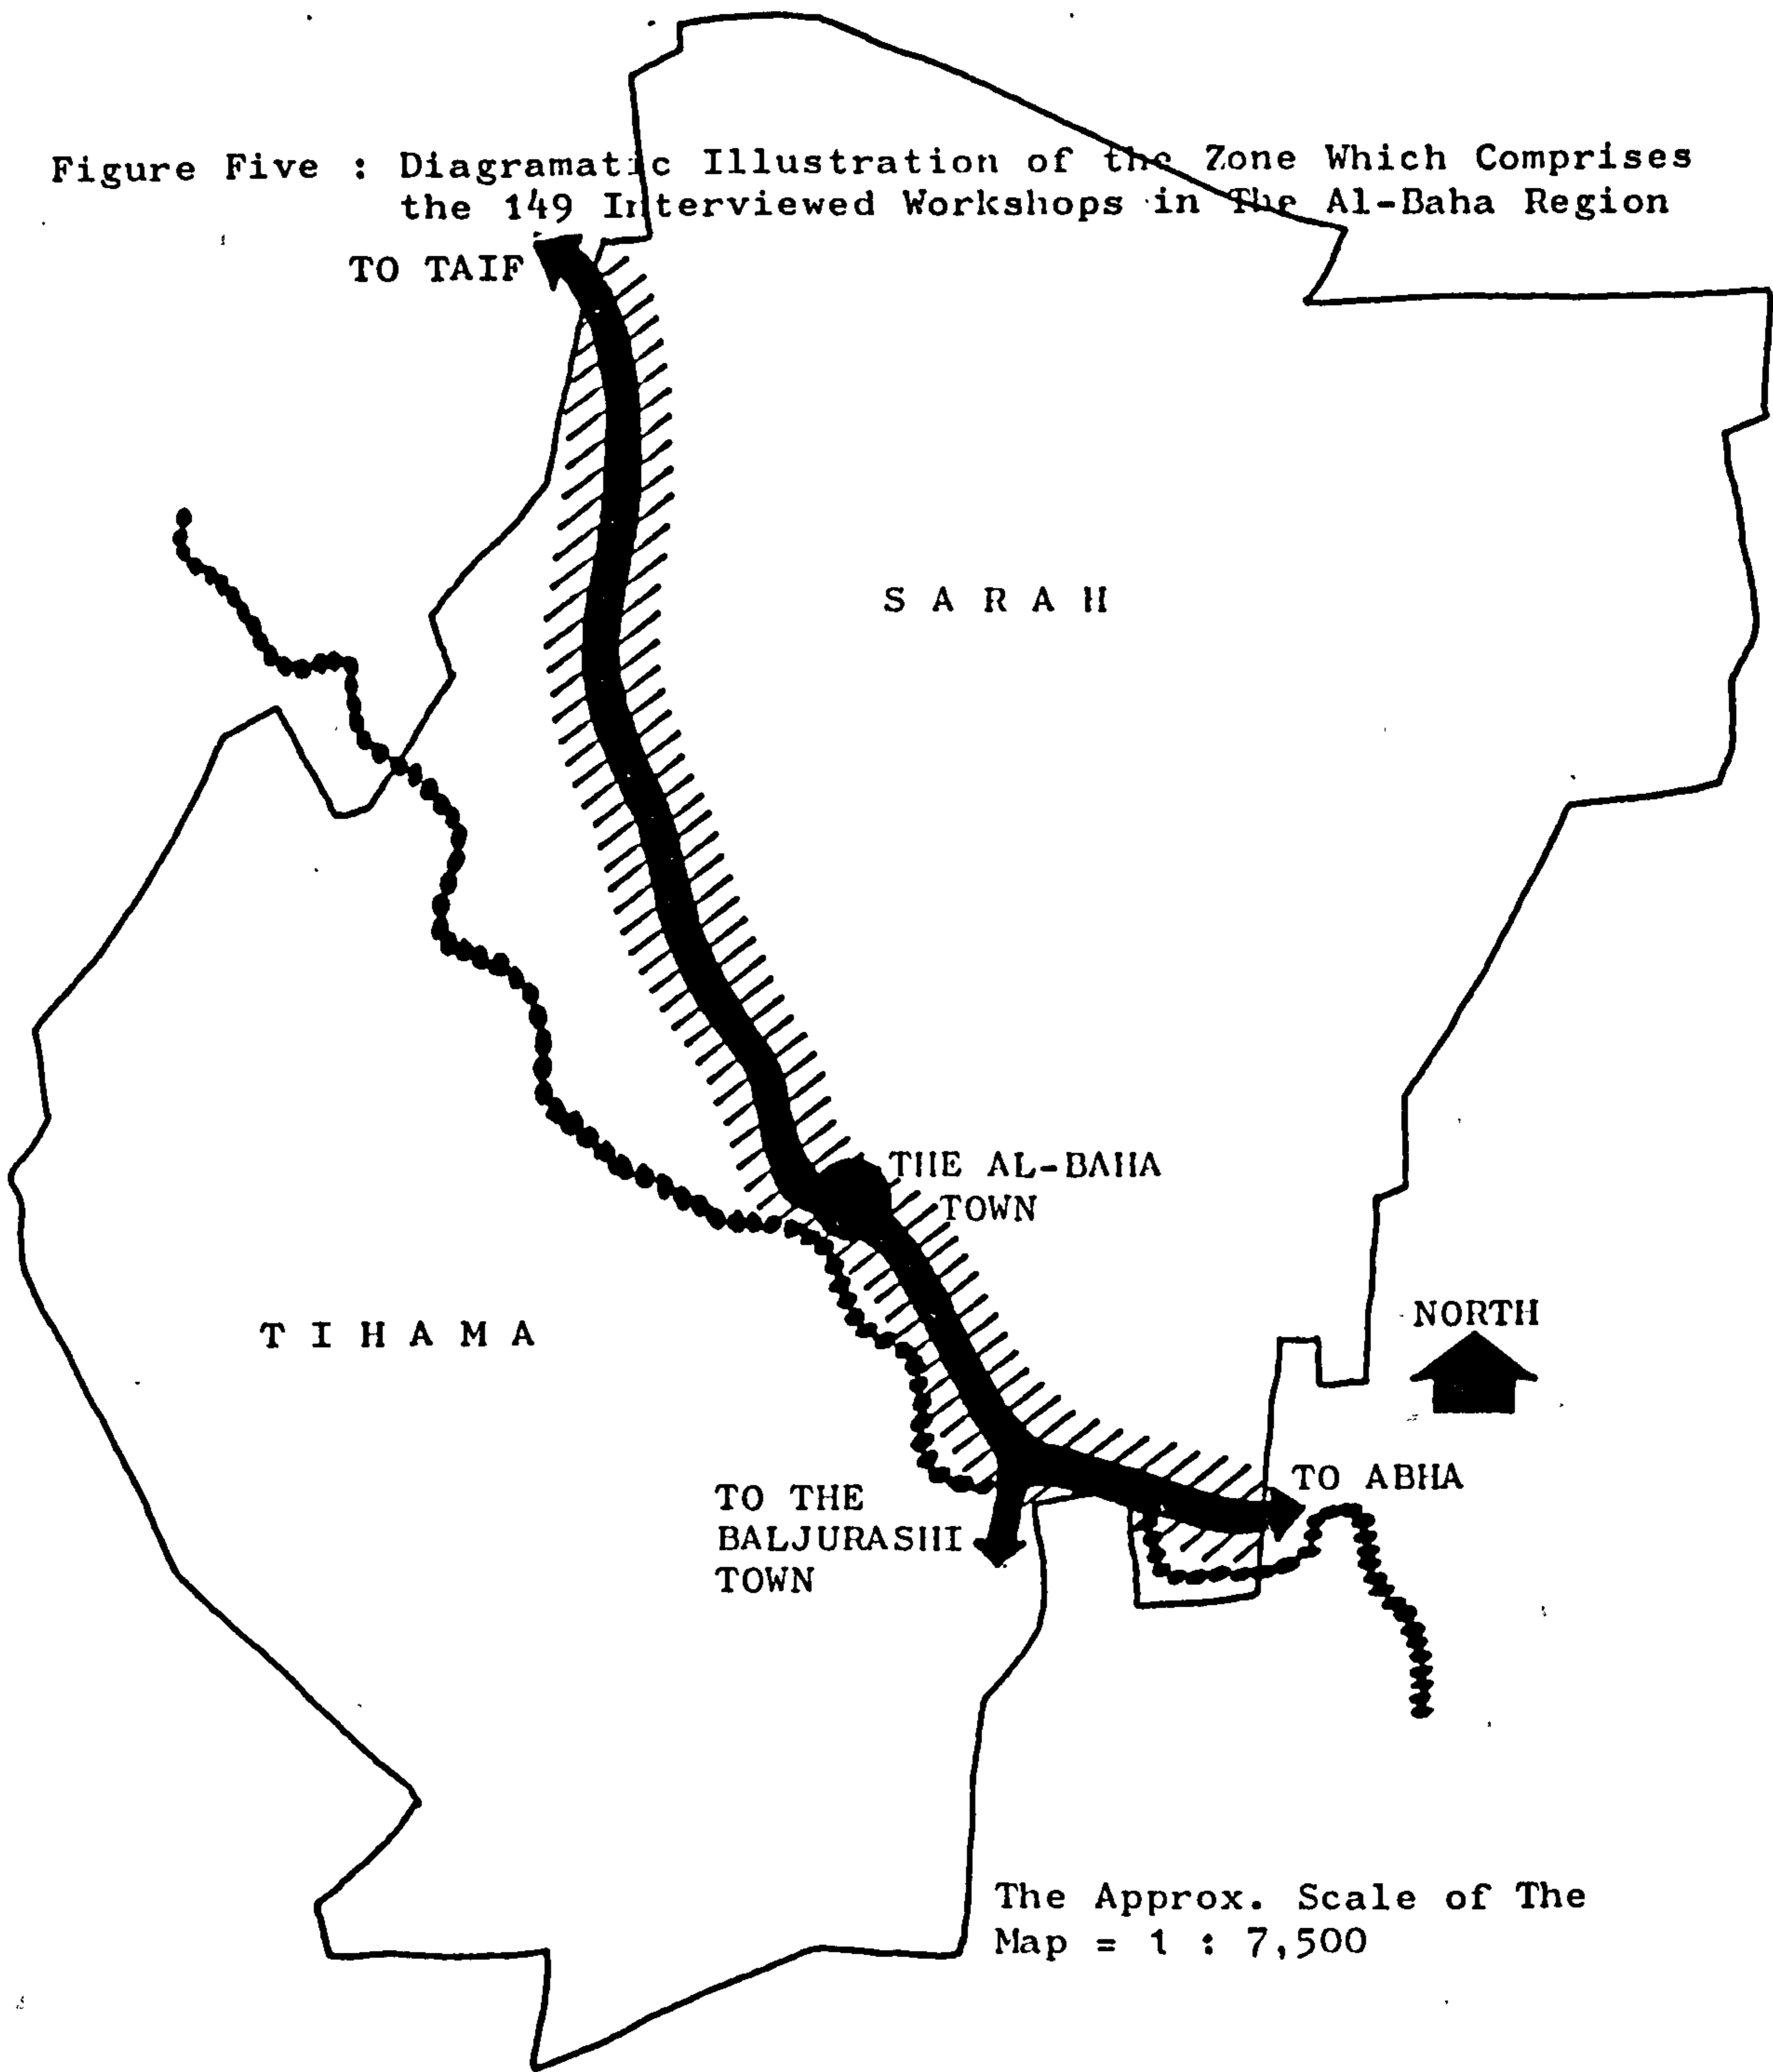 Figure Five : Diagramatic Illustration of the Zone Which Comprises
the 149 Interviewed Workshops in The Al-Baha Region
TO TAIF
S A R A H
THE AL-BAHA
TOWN
T I H A M A
NORTH
TO ABHA
TO THE
BALJURASHI
TOWN
The Approx. Scale of The
Map = 1 : 7,500